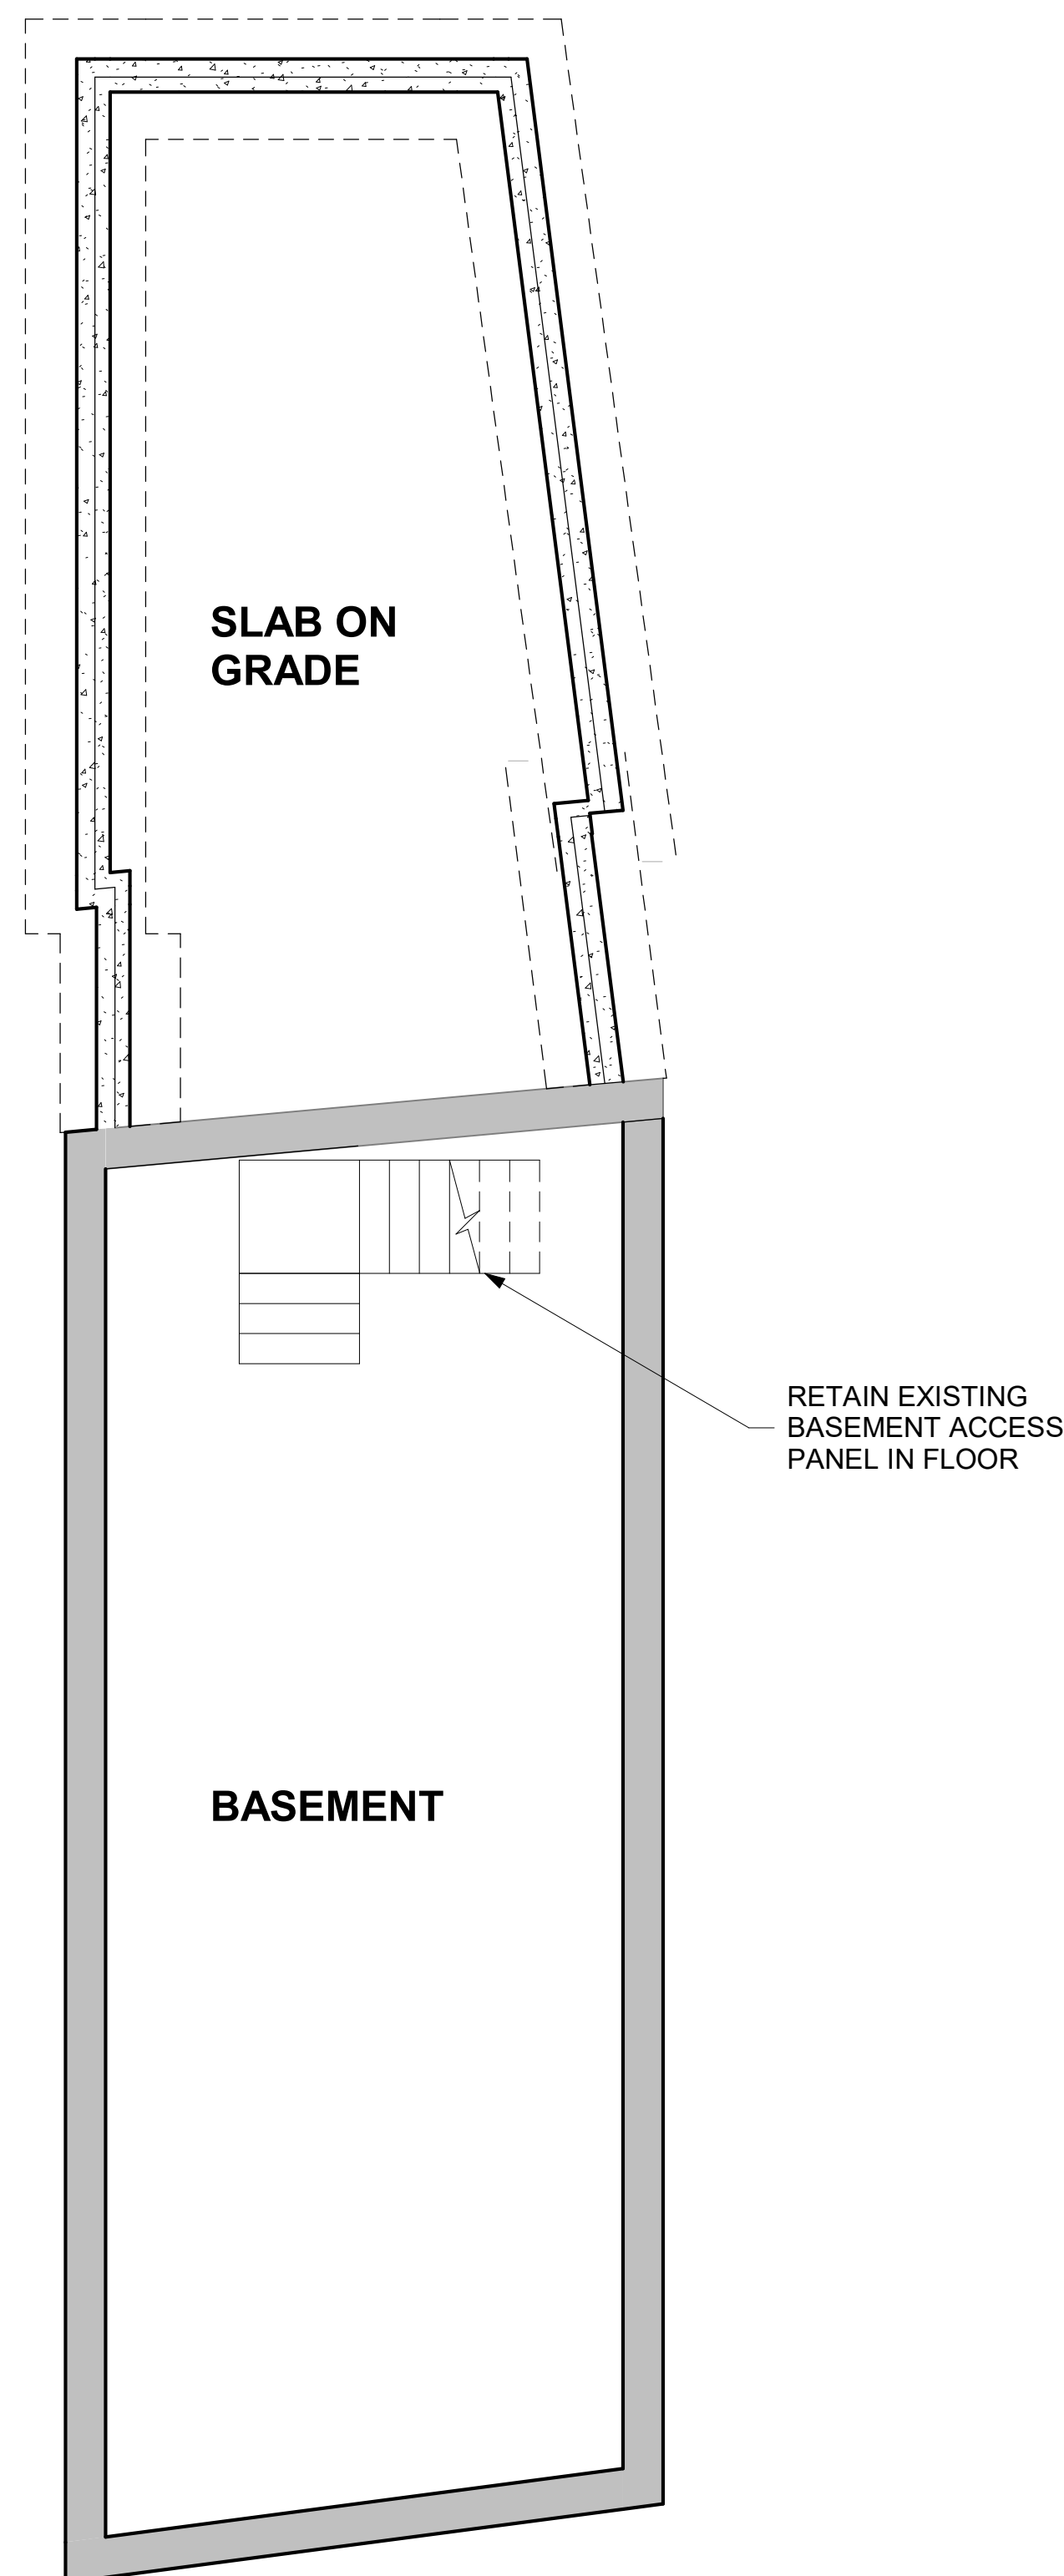 SLAB ON
GRADE
RETAIN EXISTING
BASEMENT ACCESS
PANEL IN FLOOR
BASEMENT